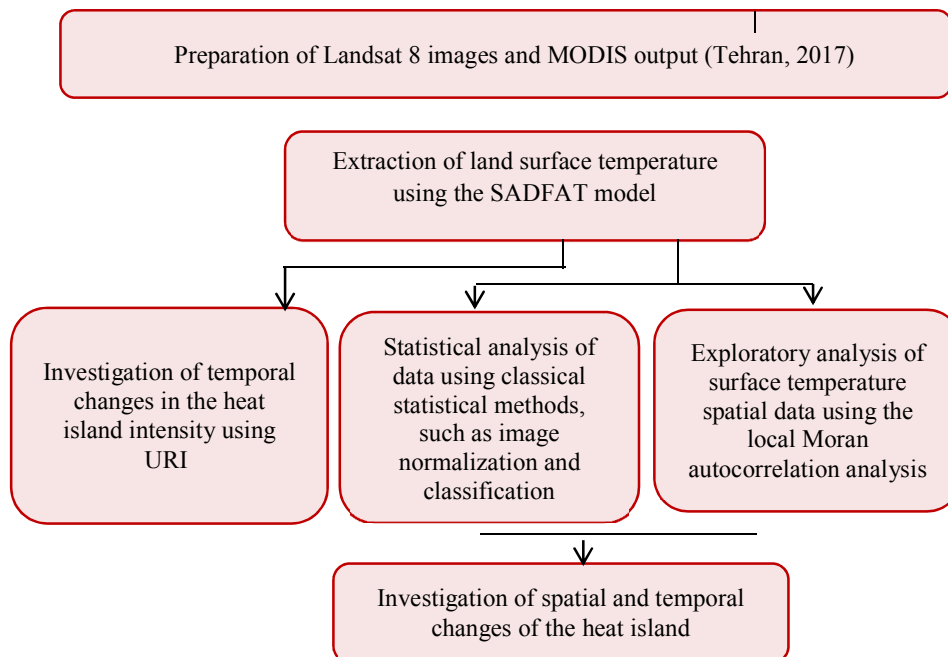 Preparation of Landsat 8 images and MODIS output (Tehran, 2017)
Extraction of land surface temperature
using the SADFAT model
Investigation of temporal
changes in the heat
island intensity using
URI
Statistical analysis of
data using classical
statistical methods,
such as image
normalization and
classification
Exploratory analysis of
surface temperature
spatial data using the
local Moran
autocorrelation analysis
Investigation of spatial and temporal
changes of the heat island